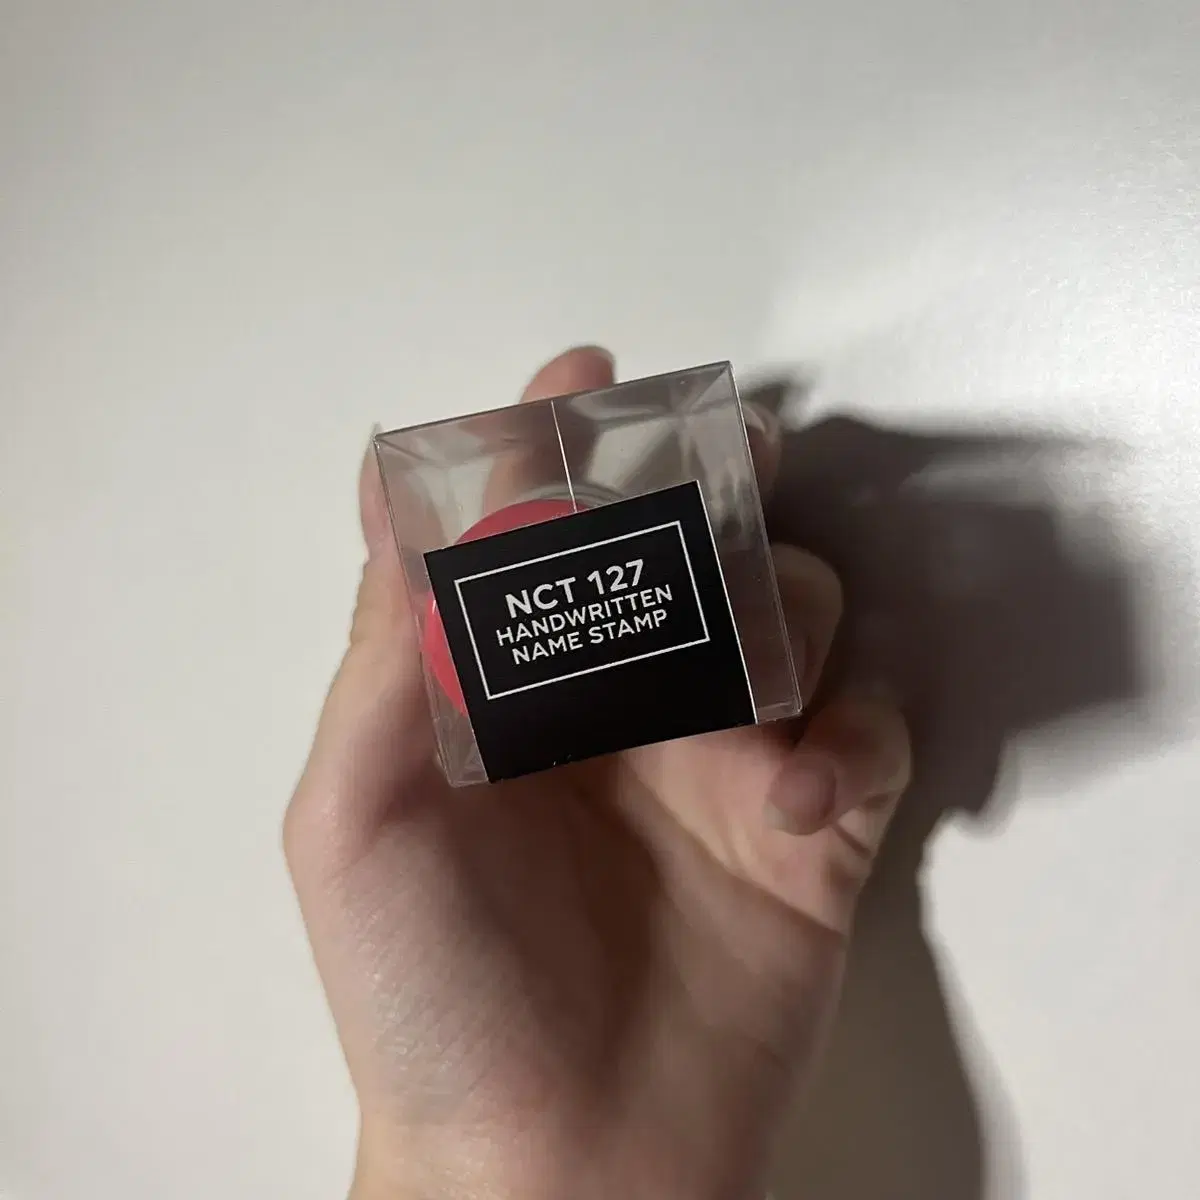 NCT 127
HANDWRITTEN
NAME STAMP